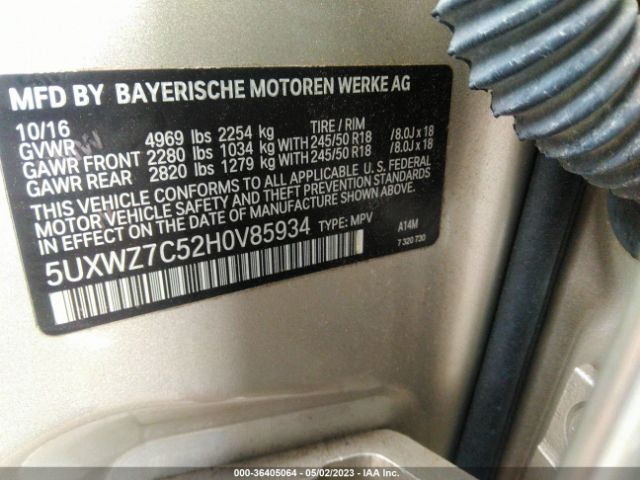 MFD BY BAYERISCHE MOTOREN WERKE AG
10/16 TIRE / RIM
GVWR 4969 lbs 2254 kg
GAWR FRONT 2280 lbs 1034 kg WITH 245/50 R18 / 8.0J x 18
GAWR REAR 2820 lbs 1279 kg WITH 245/50 R18 / 8.0J x 18
THIS VEHICLE CONFORMS TO ALL APPLICABLE U. S. FEDERAL
MOTOR VEHICLE SAFETY AND THEFT PREVENTION STANDARDS
IN EFFECT ON THE DATE OF MANUFACTURE SHOWN ABOVE.
5UXWZ7C52H0V85934 TYPE: MPV A14M
7 320 730
000-36405064 - 05/02/2023 - IAA Inc.